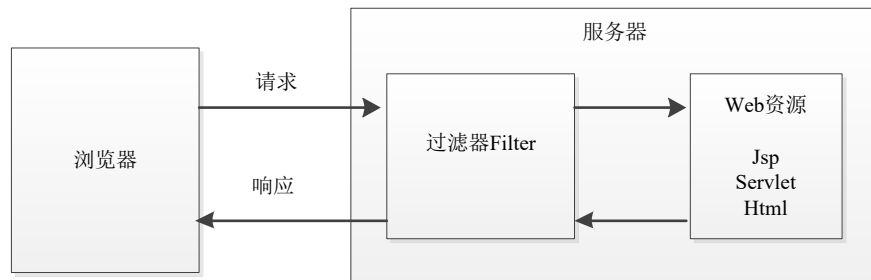 服务器
请求
浏览器
响应
过滤器Filter
Web资源
Jsp
Servlet
Html